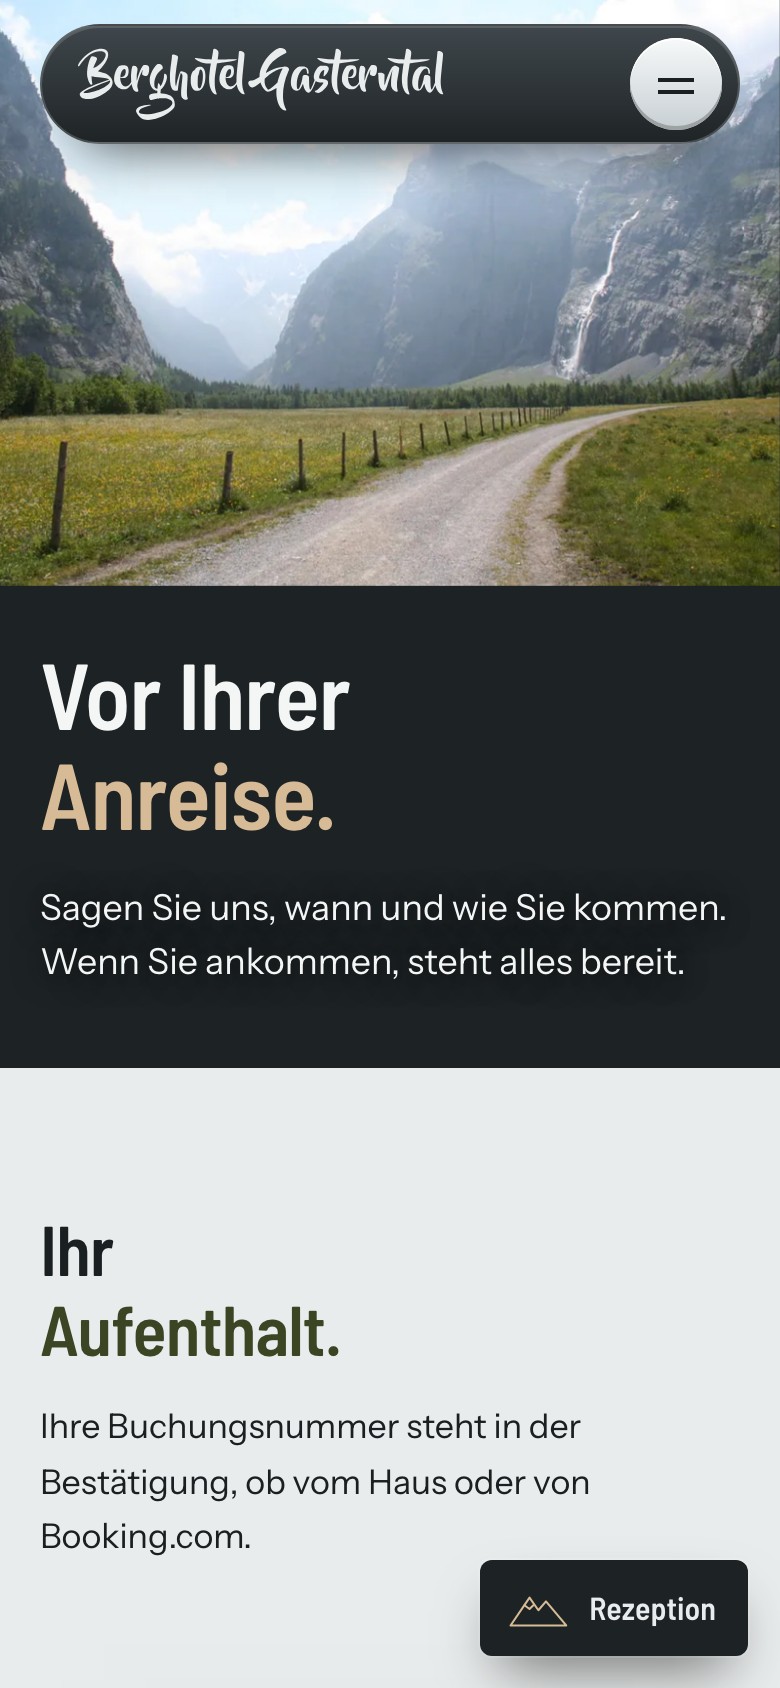 Berghotel Gasterntal
Vor Ihrer
Anreise.
Sagen Sie uns, wann und wie Sie kommen.
Wenn Sie ankommen, steht alles bereit.
Ihr
Aufenthalt.
Ihre Buchungsnummer steht in der
Bestätigung, ob vom Haus oder von
Booking.com.
Rezeption